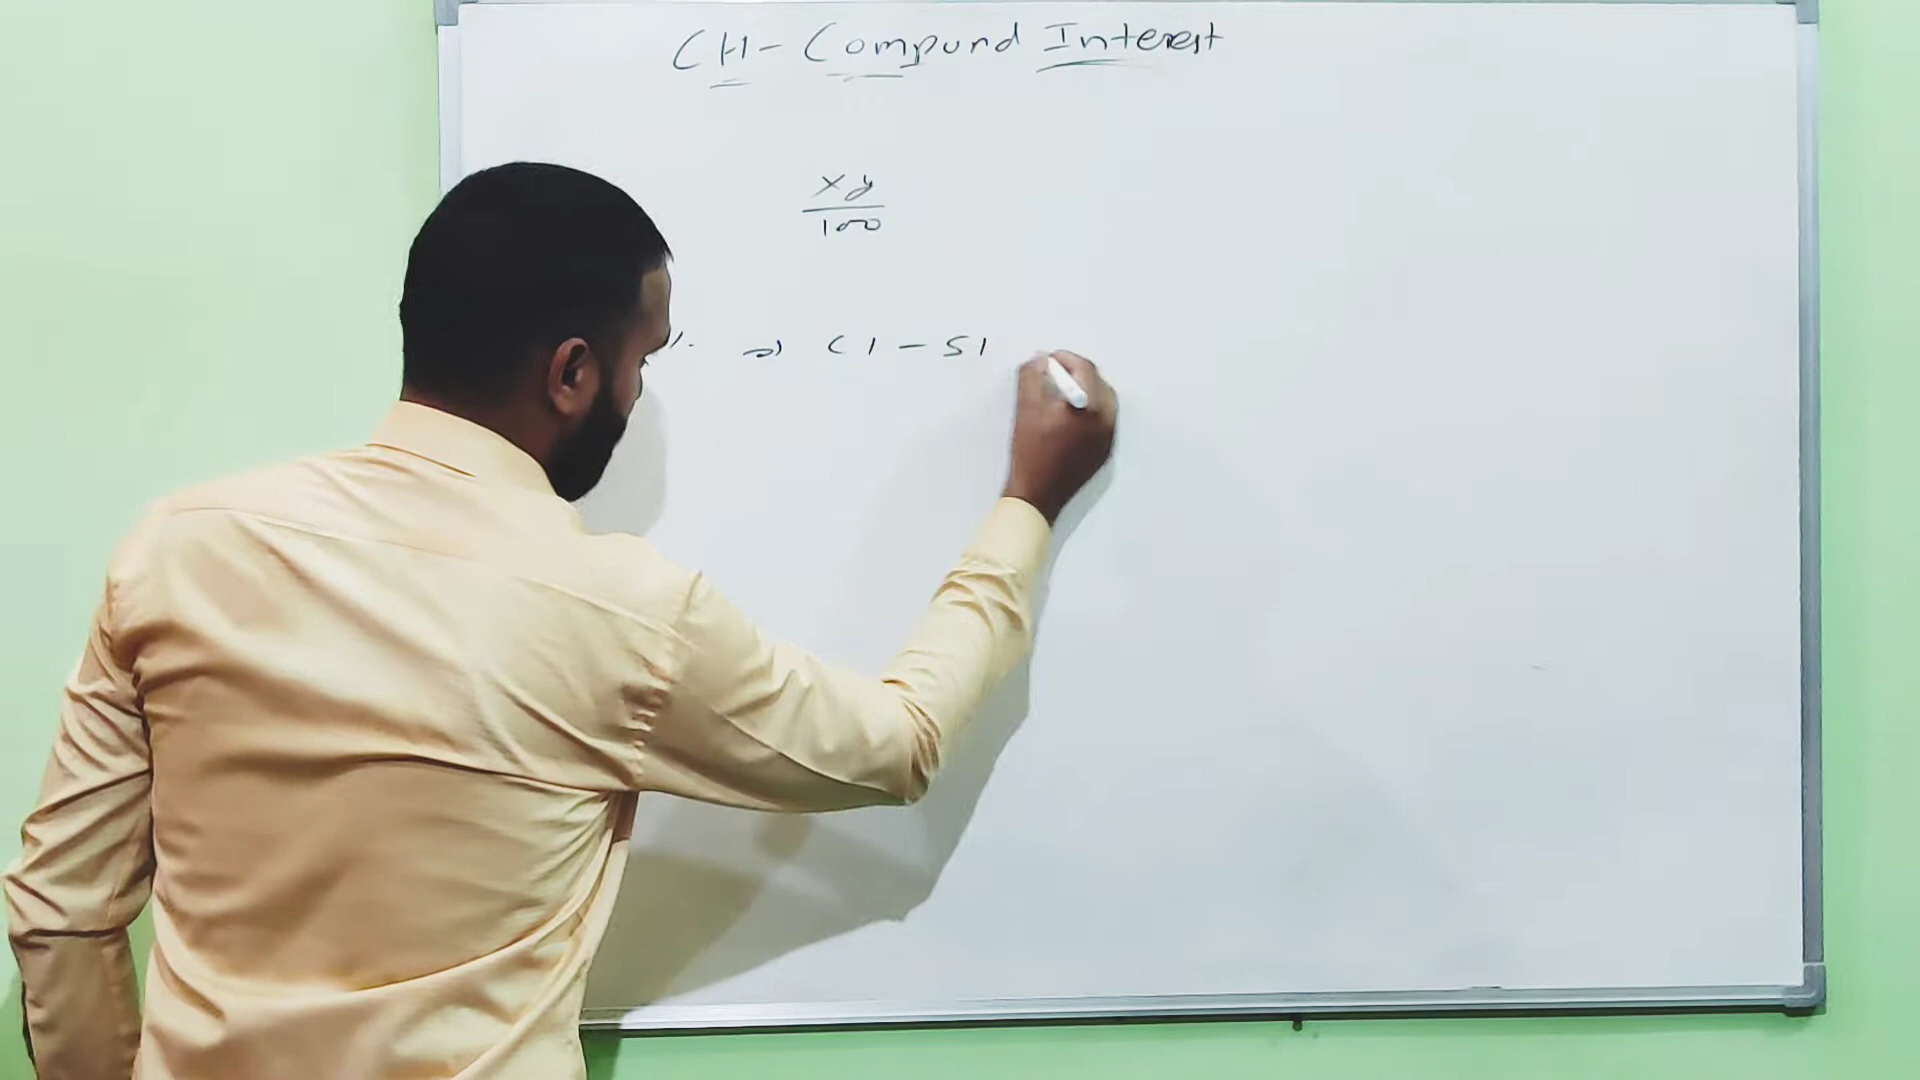 CH- Compund Interest
xy
100
%. ⇒ CI - SI